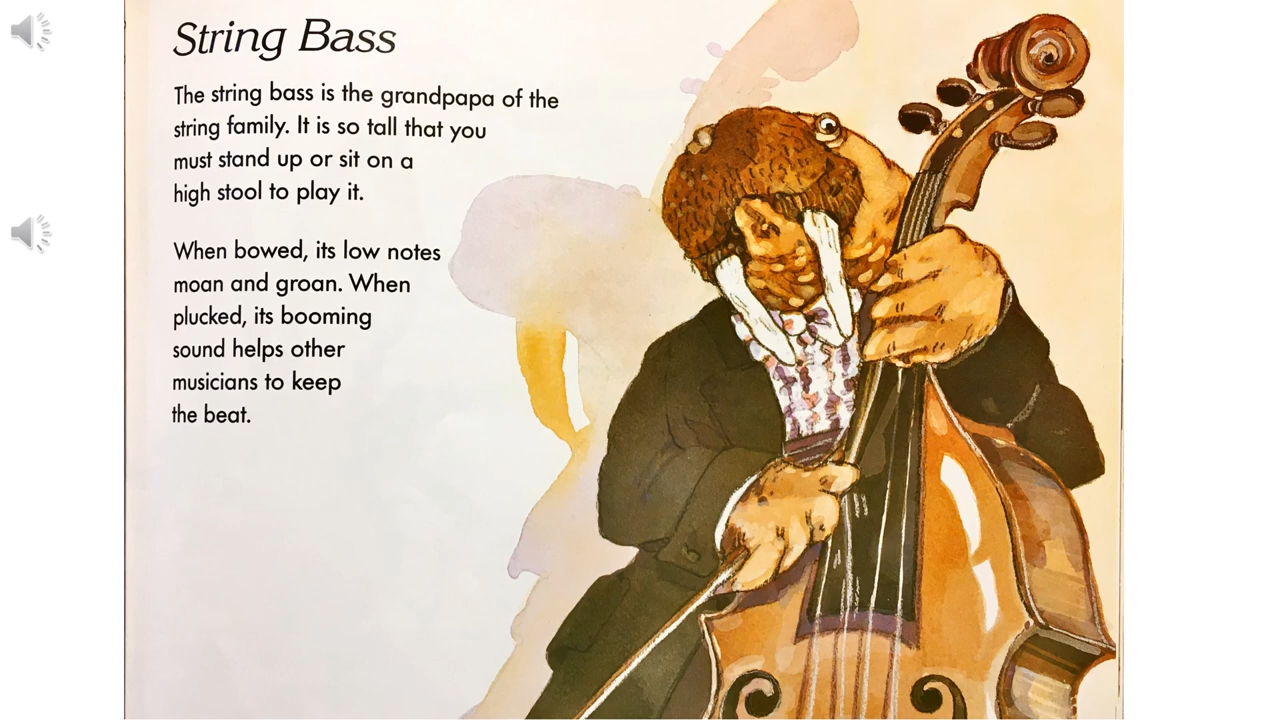 String Bass
The string bass is the grandpapa of the
string family. It is so tall that you
must stand up or sit on a
high stool to play it.
When bowed, its low notes
moan and groan. When
plucked, its booming
sound helps other
musicians to keep
the beat.